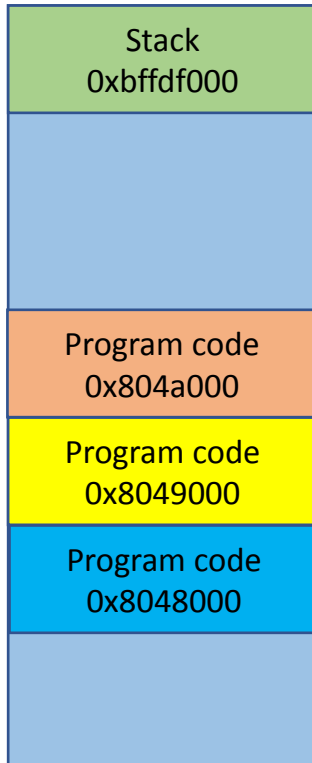 Stack
0xbffdf000
Program code
0x804a000
Program code
0x8049000
Program code
0x8048000